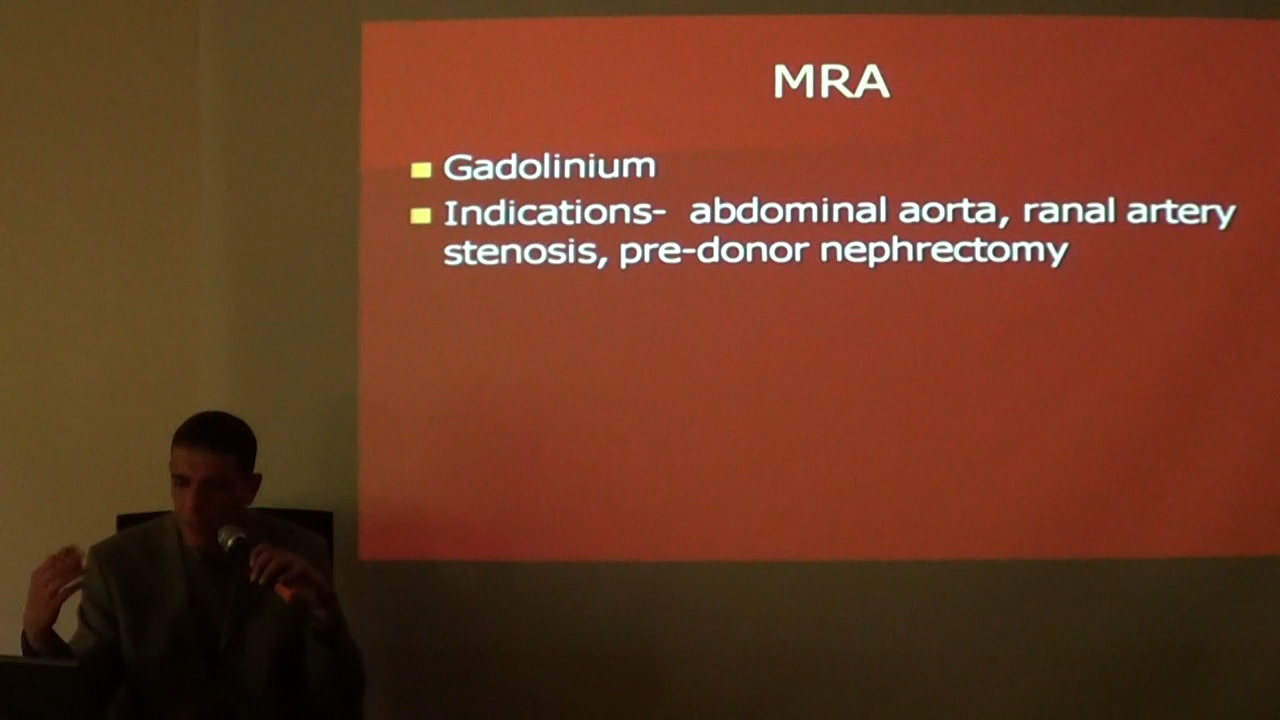 MRA
Gadolinium
Indications- abdominal aorta, ranal artery
stenosis, pre-donor nephrectomy